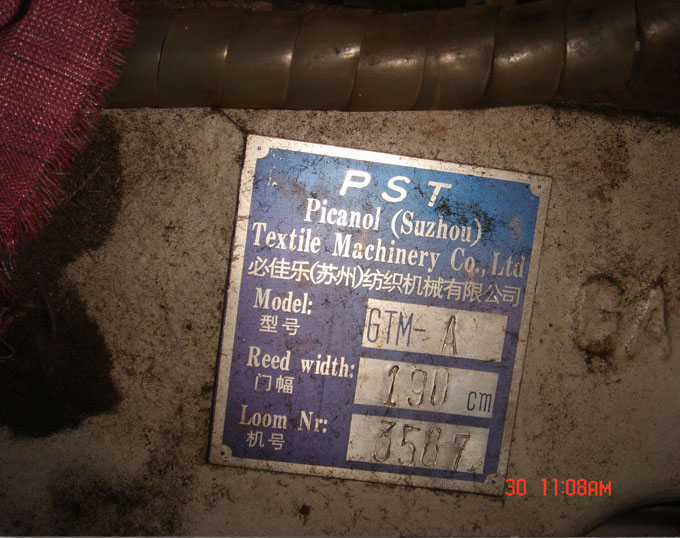 PST
Picanol (Suzhou)
Textile Machinery Co., Ltd
必佳乐(苏州)纺织机械有限公司
Model: GTM- A
型号
Reed width: 190 cm
门幅
Loom Nr: 3587
机号
GA
30 11:08AM